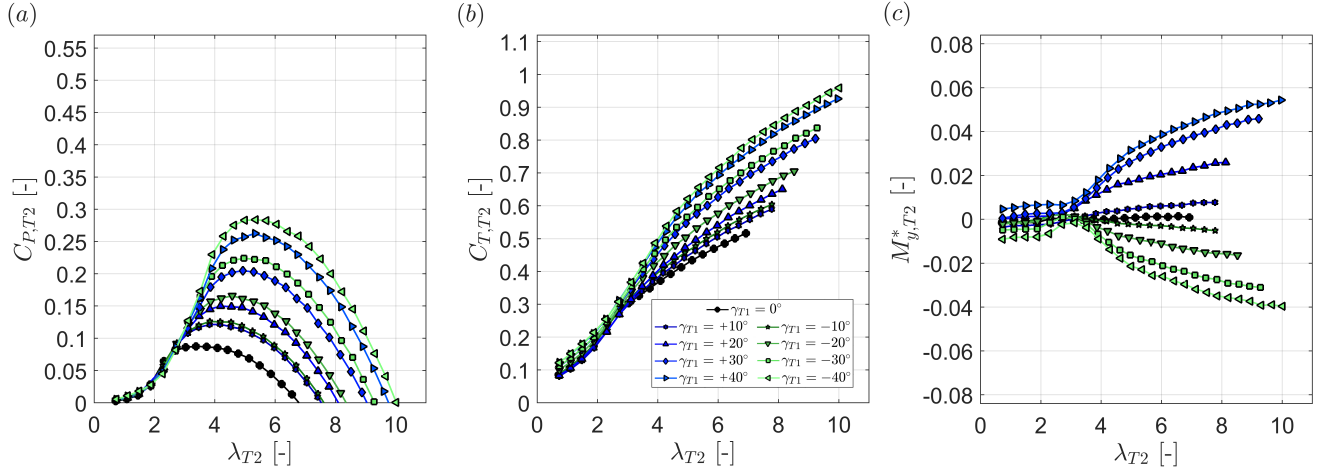 (a)
0.55
0.5
0.45
0.4
0.35
0.3
0.25
0.2
0.15
0.1
0.05
0
C_{P,T2} [-]
0 2 4 6 8 10
λ_{T2} [-]
(b)
1.1
1
0.9
0.8
0.7
0.6
0.5
0.4
0.3
0.2
0.1
0
C_{T,T2} [-]
γ_{T1} = 0°
γ_{T1} = +10° γ_{T1} = −10°
γ_{T1} = +20° γ_{T1} = −20°
γ_{T1} = +30° γ_{T1} = −30°
γ_{T1} = +40° γ_{T1} = −40°
0 2 4 6 8 10
λ_{T2} [-]
(c)
0.08
0.06
0.04
0.02
0
-0.02
-0.04
-0.06
-0.08
M^*_{y,T2} [-]
0 2 4 6 8 10
λ_{T2} [-]